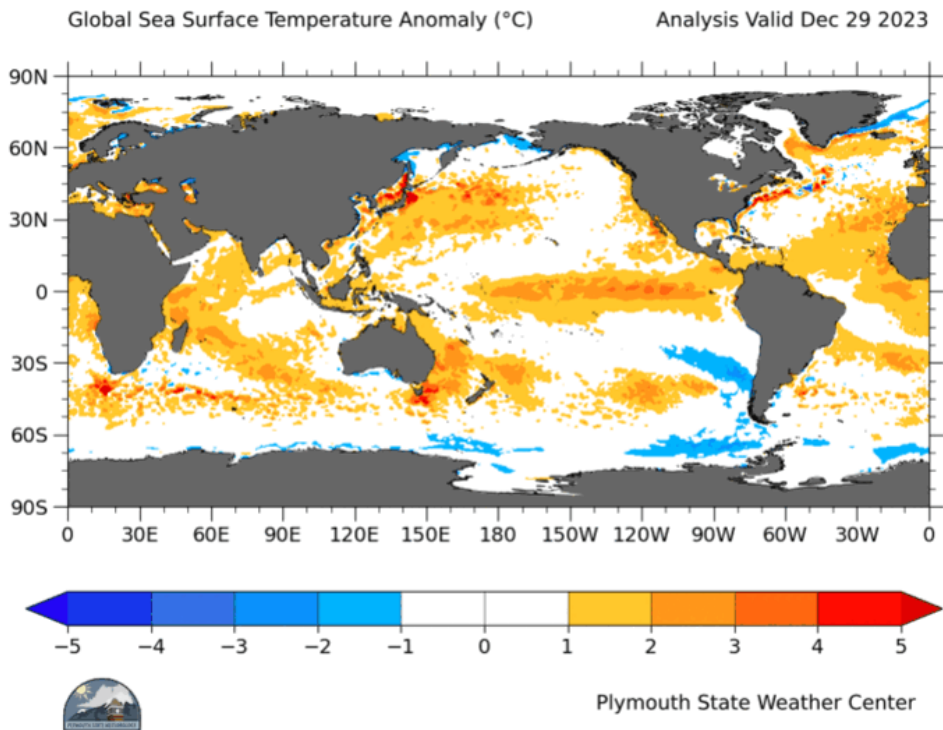 Global Sea Surface Temperature Anomaly (°C) Analysis Valid Dec 29 2023
90N
60N
30N
0
30S
60S
90S
0 30E 60E 90E 120E 150E 180 150W 120W 90W 60W 30W 0
−5 −4 −3 −2 −1 0 1 2 3 4 5
Plymouth State Weather Center